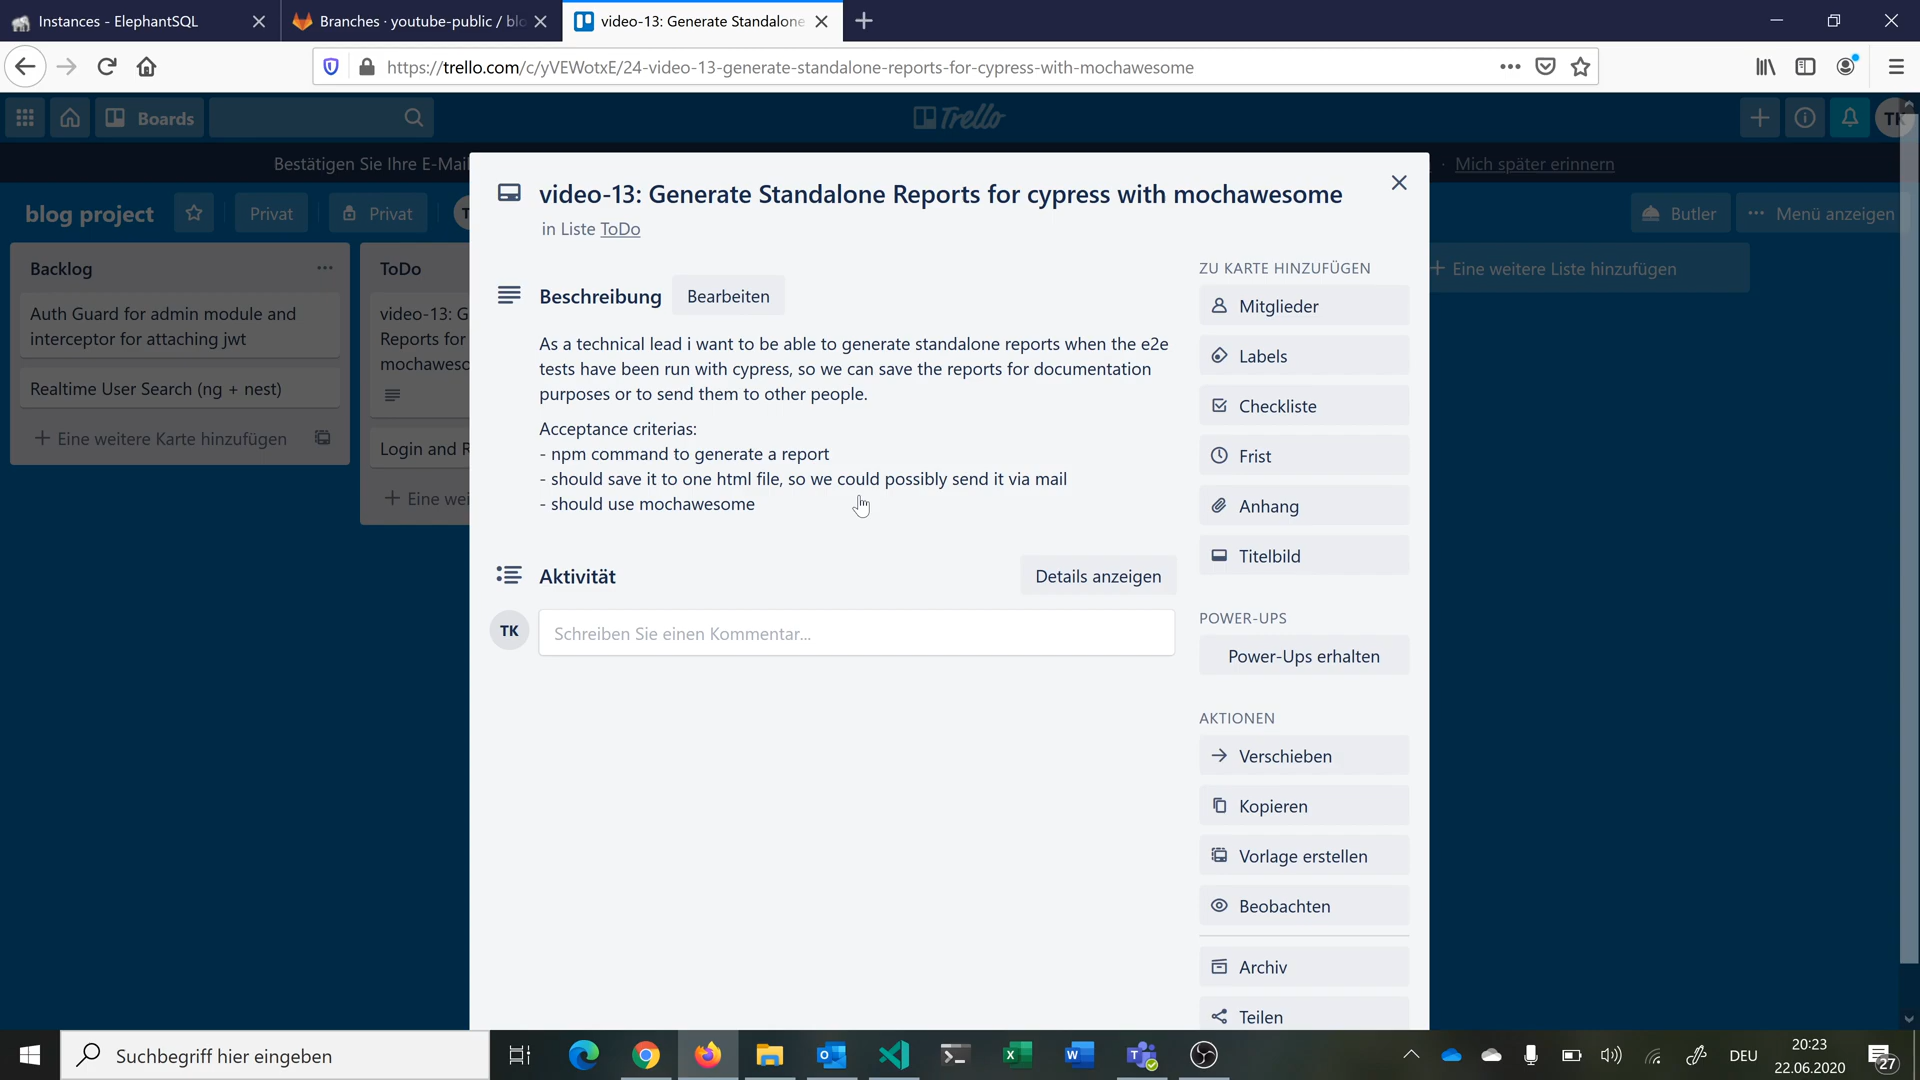 Instances - ElephantSQL
Branches · youtube-public / blo
video-13: Generate Standalone
https://trello.com/c/yVEWotxE/24-video-13-generate-standalone-reports-for-cypress-with-mochawesome
Boards
Trello
TK
Bestätigen Sie Ihre E-Mail
· Mich später erinnern
blog project
Privat
Privat
Butler
Menü anzeigen
Backlog
Auth Guard for admin module and
interceptor for attaching jwt
Realtime User Search (ng + nest)
Eine weitere Karte hinzufügen
ToDo
video-13: G
Reports for
mochaweso
Login and R
Eine wei
Eine weitere Liste hinzufügen
video-13: Generate Standalone Reports for cypress with mochawesome
in Liste ToDo
Beschreibung
Bearbeiten
As a technical lead i want to be able to generate standalone reports when the e2e
tests have been run with cypress, so we can save the reports for documentation
purposes or to send them to other people.
Acceptance criterias:
- npm command to generate a report
- should save it to one html file, so we could possibly send it via mail
- should use mochawesome
Aktivität
Details anzeigen
TK
Schreiben Sie einen Kommentar...
ZU KARTE HINZUFÜGEN
Mitglieder
Labels
Checkliste
Frist
Anhang
Titelbild
POWER-UPS
Power-Ups erhalten
AKTIONEN
Verschieben
Kopieren
Vorlage erstellen
Beobachten
Archiv
Teilen
Suchbegriff hier eingeben
DEU
20:23
22.06.2020
27